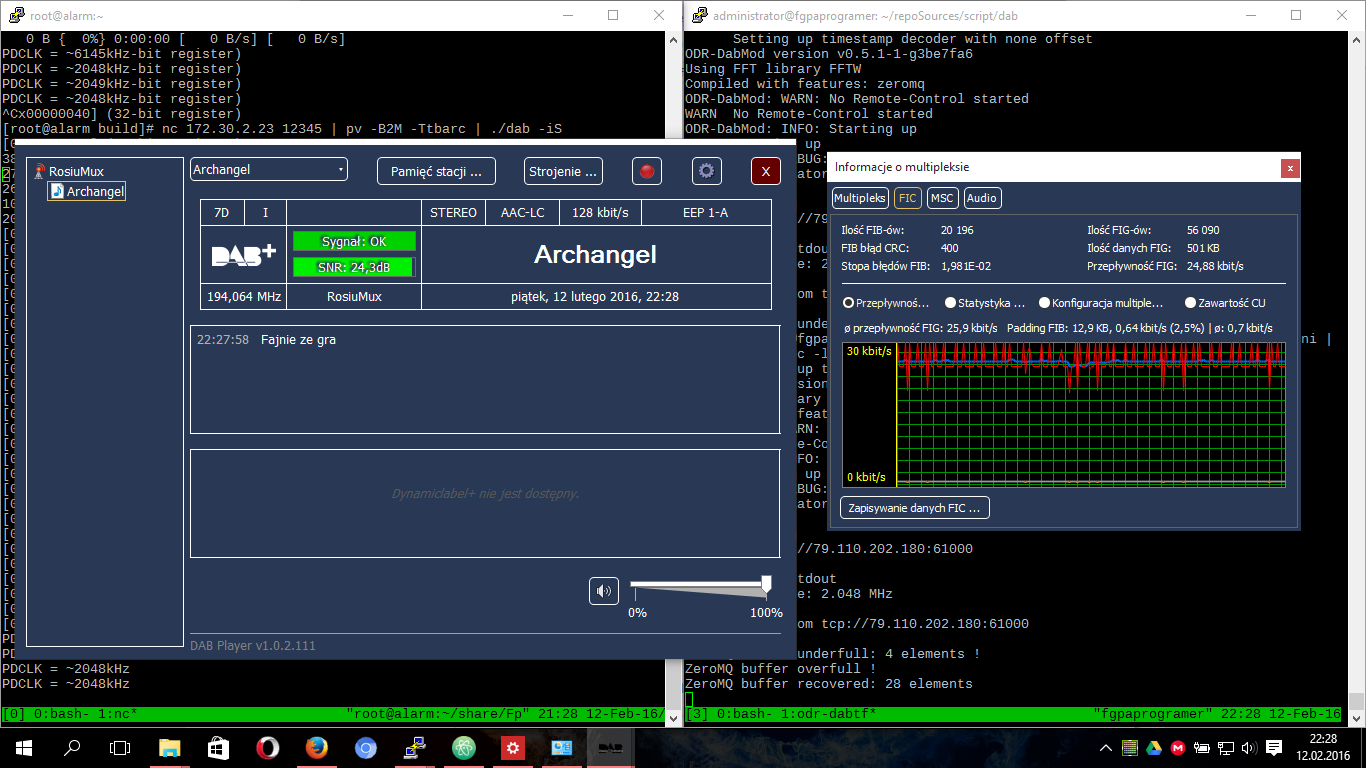 root@alarm:~
0 B {  0%} 0:00:00 [   0 B/s] [   0 B/s]
PDCLK = ~6145kHz-bit register)
PDCLK = ~2048kHz-bit register)
PDCLK = ~2049kHz-bit register)
PDCLK = ~2048kHz-bit register)
^Cx00000040] (32-bit register)
[root@alarm build]# nc 172.30.2.23 12345 | pv -B2M -Ttbarc | ./dab -iS
administrator@fgpaprogramer: ~/repoSources/script/dab
Setting up timestamp decoder with none offset
ODR-DabMod version v0.5.1-1-g3be7fa6
Using FFT library FFTW
Compiled with features: zeromq
ODR-DabMod: WARN: No Remote-Control started
WARN  No Remote-Control started
ODR-DabMod: INFO: Starting up
RosiuMux
Archangel
Archangel
Pamięć stacji ...
Strojenie ...
X
7D I STEREO AAC-LC 128 kbit/s EEP 1-A
DAB+
Sygnał: OK
SNR: 24,3dB
Archangel
194,064 MHz RosiuMux piątek, 12 lutego 2016, 22:28
22:27:58 Fajnie ze gra
Dynamiclabel+ nie jest dostępny.
0% 100%
DAB Player v1.0.2.111
PDCLK = ~2048kHz
PDCLK = ~2048kHz
[0] 0:bash- 1:nc* "root@alarm:~/share/Fp" 21:28 12-Feb-16/
up
BUG:
Informacje o multipleksie
x
Multipleks FIC MSC Audio
Ilość FIB-ów: 20 196 Ilość FIG-ów: 56 090
FIB błąd CRC: 400 Ilość danych FIG: 501 KB
Stopa błędów FIB: 1,981E-02 Przepływność FIG: 24,88 kbit/s
Przepływnoś... Statystyka ... Konfiguracja multiple... Zawartość CU
ø przepływność FIG: 25,9 kbit/s Padding FIB: 12,9 KB, 0,64 kbit/s (2,5%) | ø: 0,7 kbit/s
30 kbit/s
0 kbit/s
Zapisywanie danych FIC ...
//79.110.202.180:61000
tdout
e: 2.048 MHz
om tcp://79.110.202.180:61000
underfull: 4 elements !
ZeroMQ buffer overfull !
ZeroMQ buffer recovered: 28 elements
[3] 0:bash- 1:odr-dabtf* "fgpaprogramer" 22:28 12-Feb-16
DAB
22:28
12.02.2016